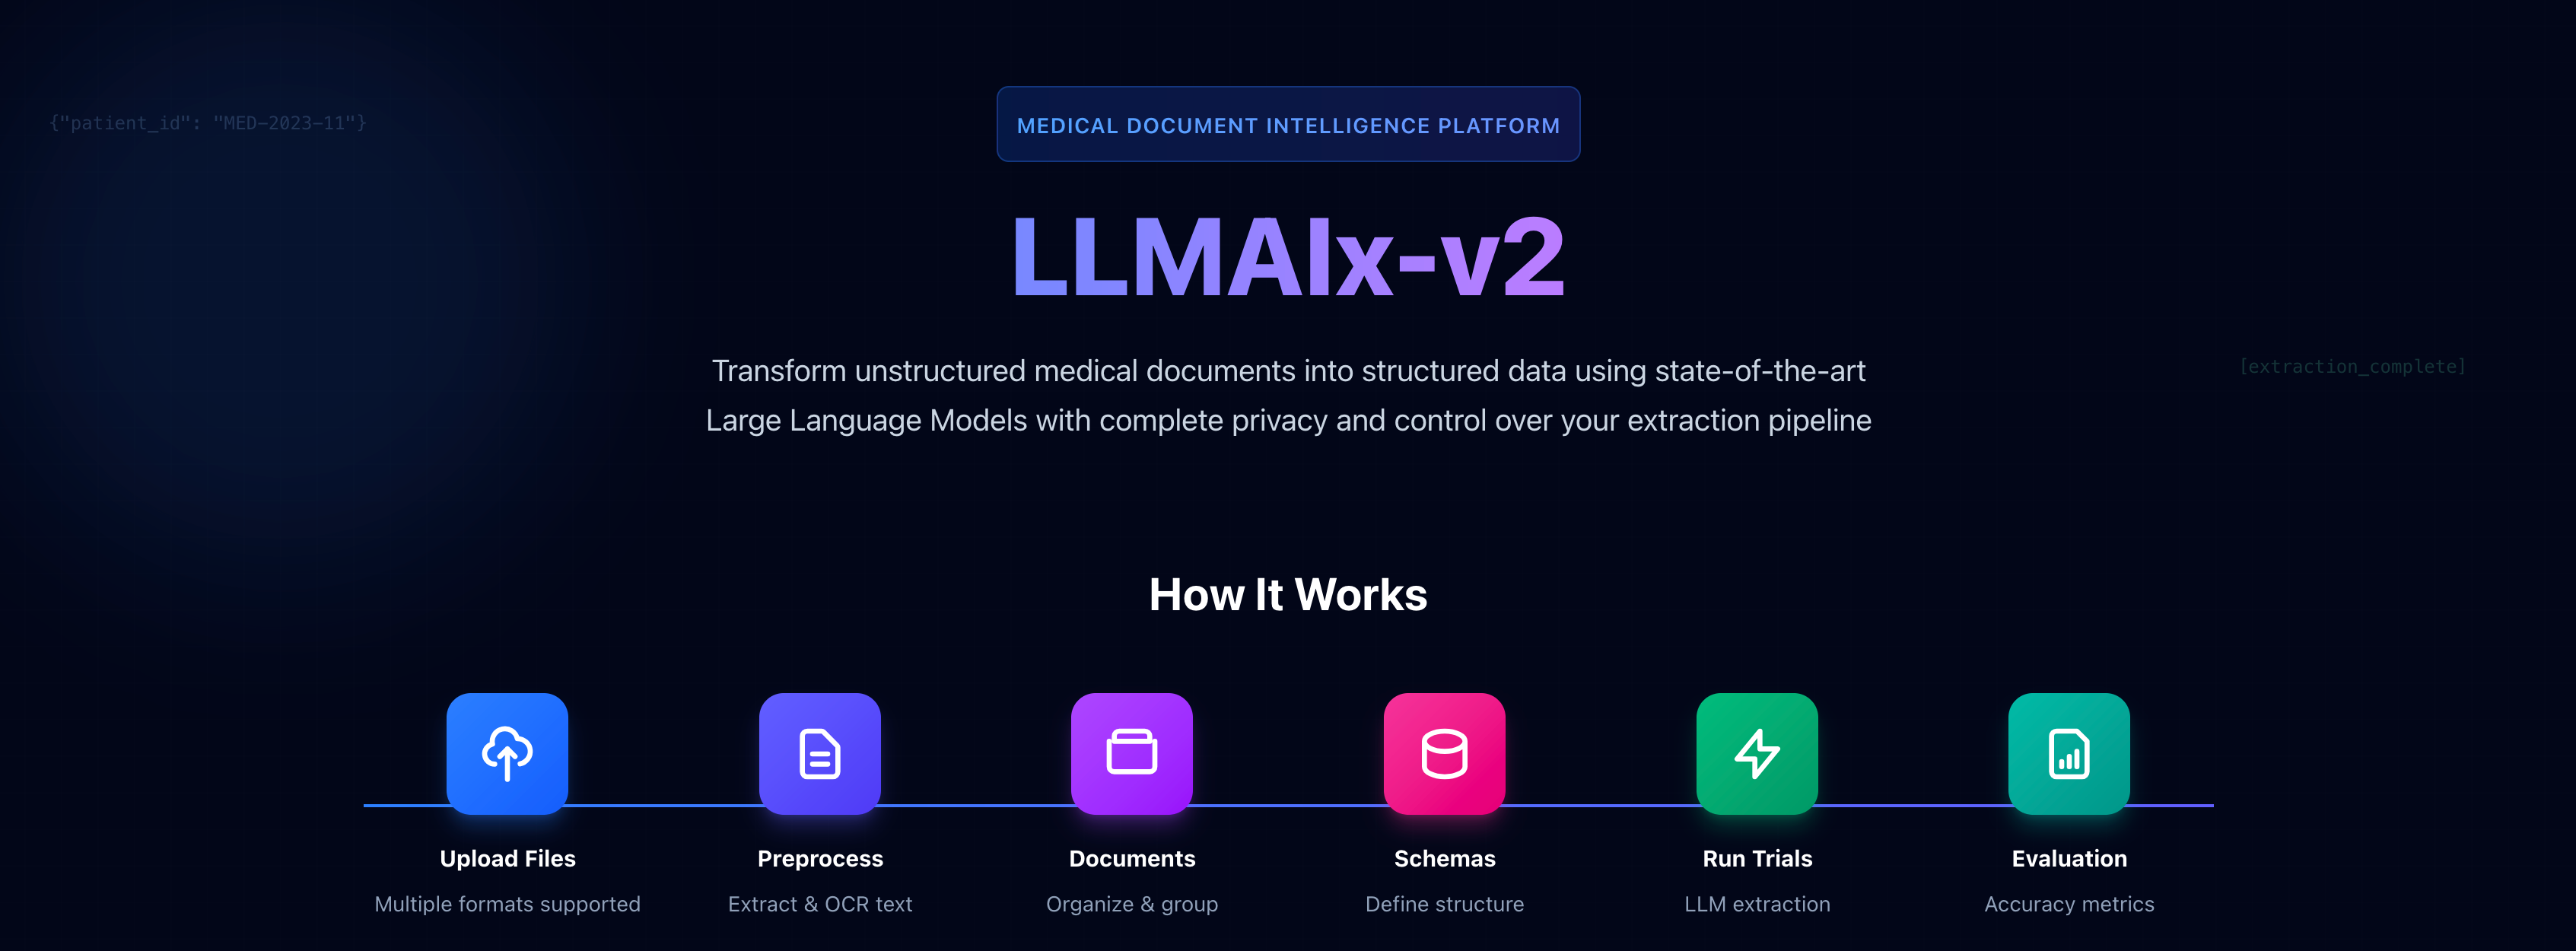 {"patient_id": "MED-2023-11"}
MEDICAL DOCUMENT INTELLIGENCE PLATFORM
LLMAIx-v2
Transform unstructured medical documents into structured data using state-of-the-art
[extraction_complete]
Large Language Models with complete privacy and control over your extraction pipeline
How It Works
Upload Files
Preprocess
Documents
Schemas
Run Trials
Evaluation
Multiple formats supported
Extract & OCR text
Organize & group
Define structure
LLM extraction
Accuracy metrics